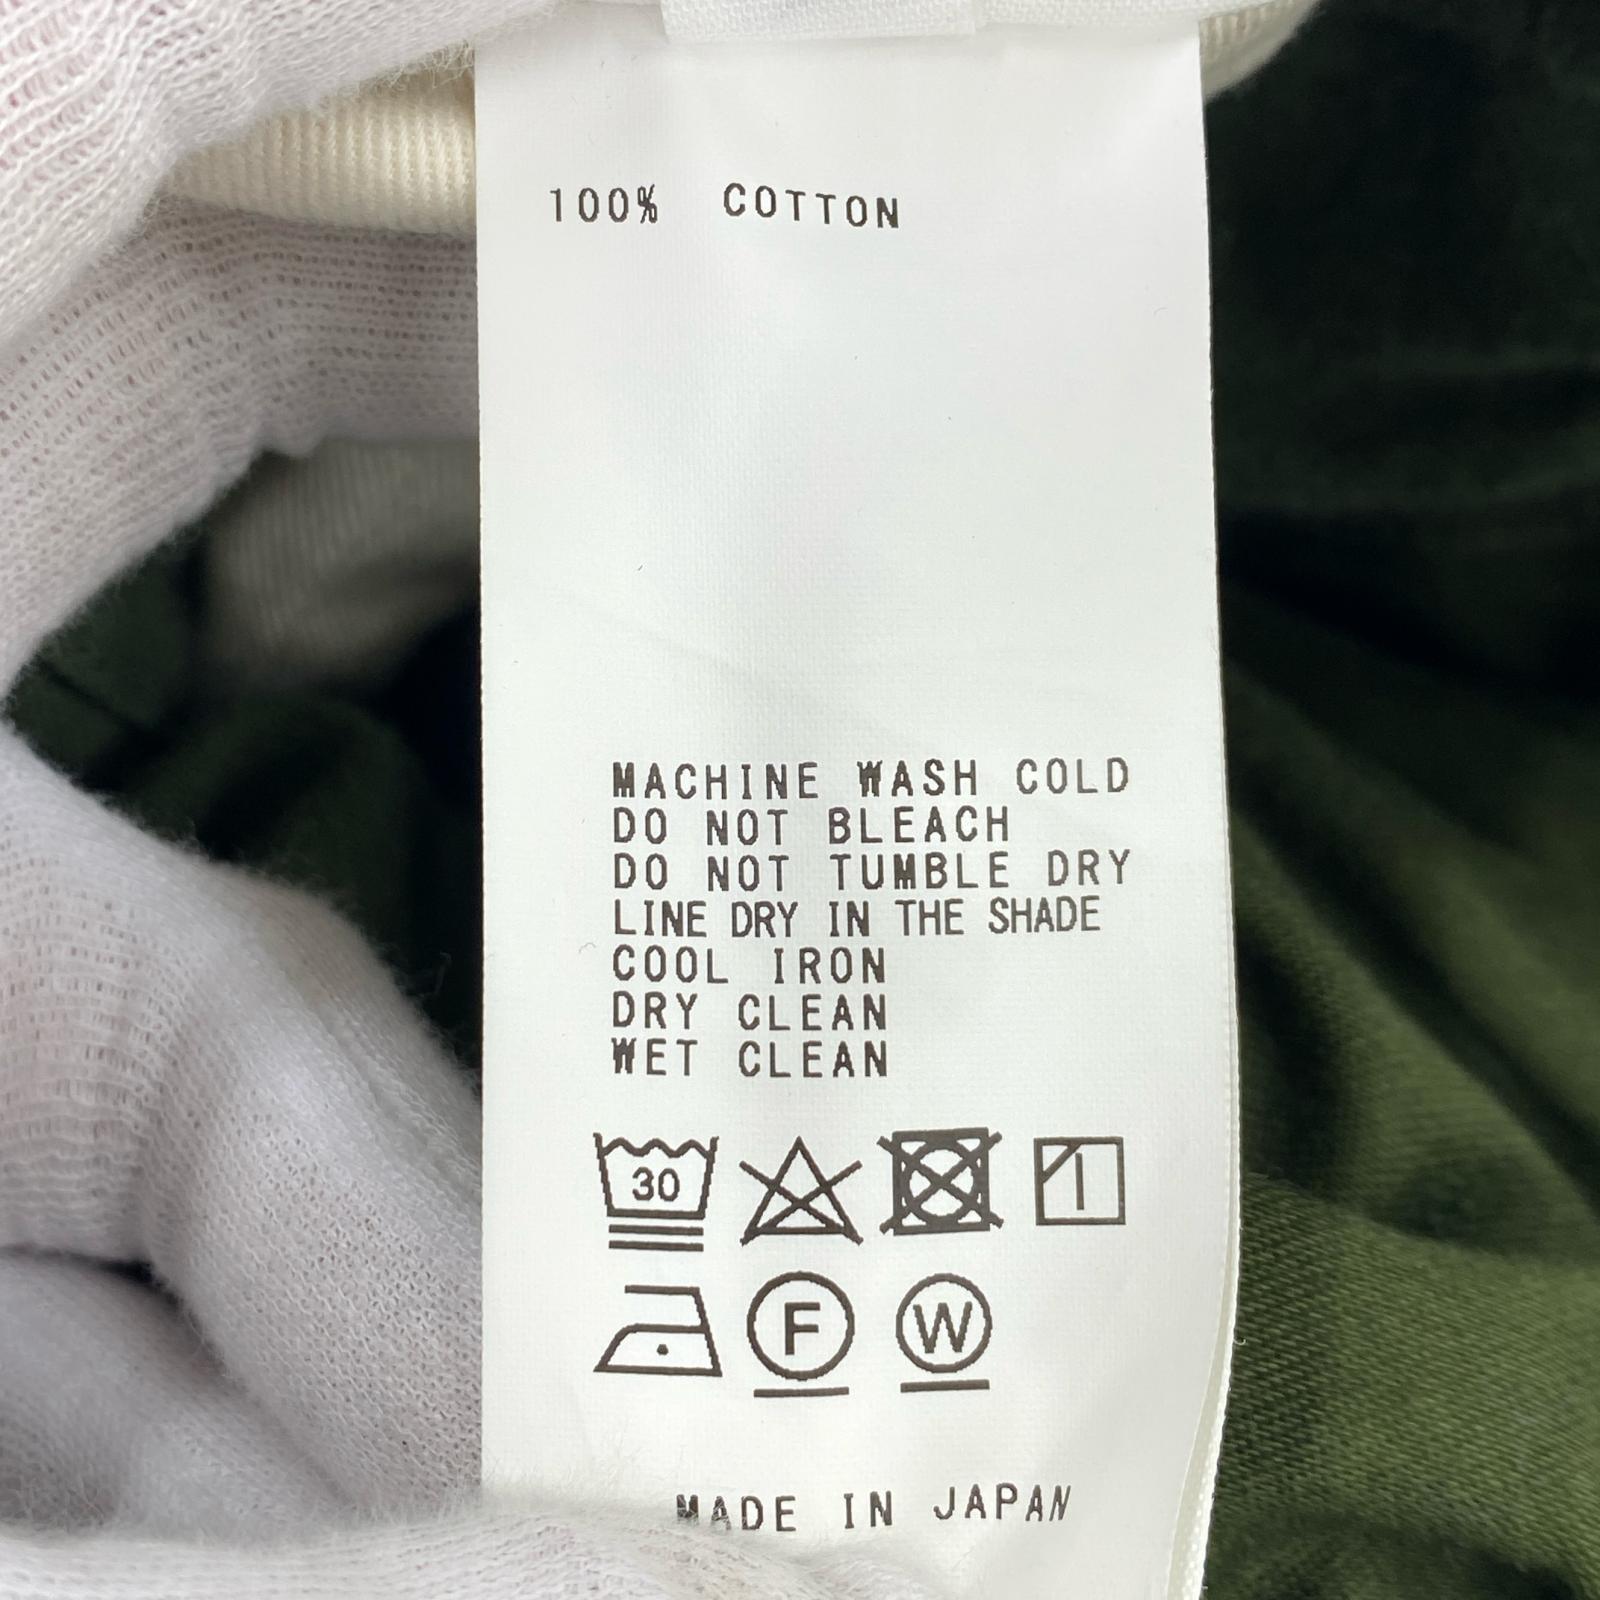 100% COTTON
MACHINE WASH COLD
DO NOT BLEACH
DO NOT TUMBLE DRY
LINE DRY IN THE SHADE
COOL IRON
DRY CLEAN
WET CLEAN
30
F W
MADE IN JAPAN